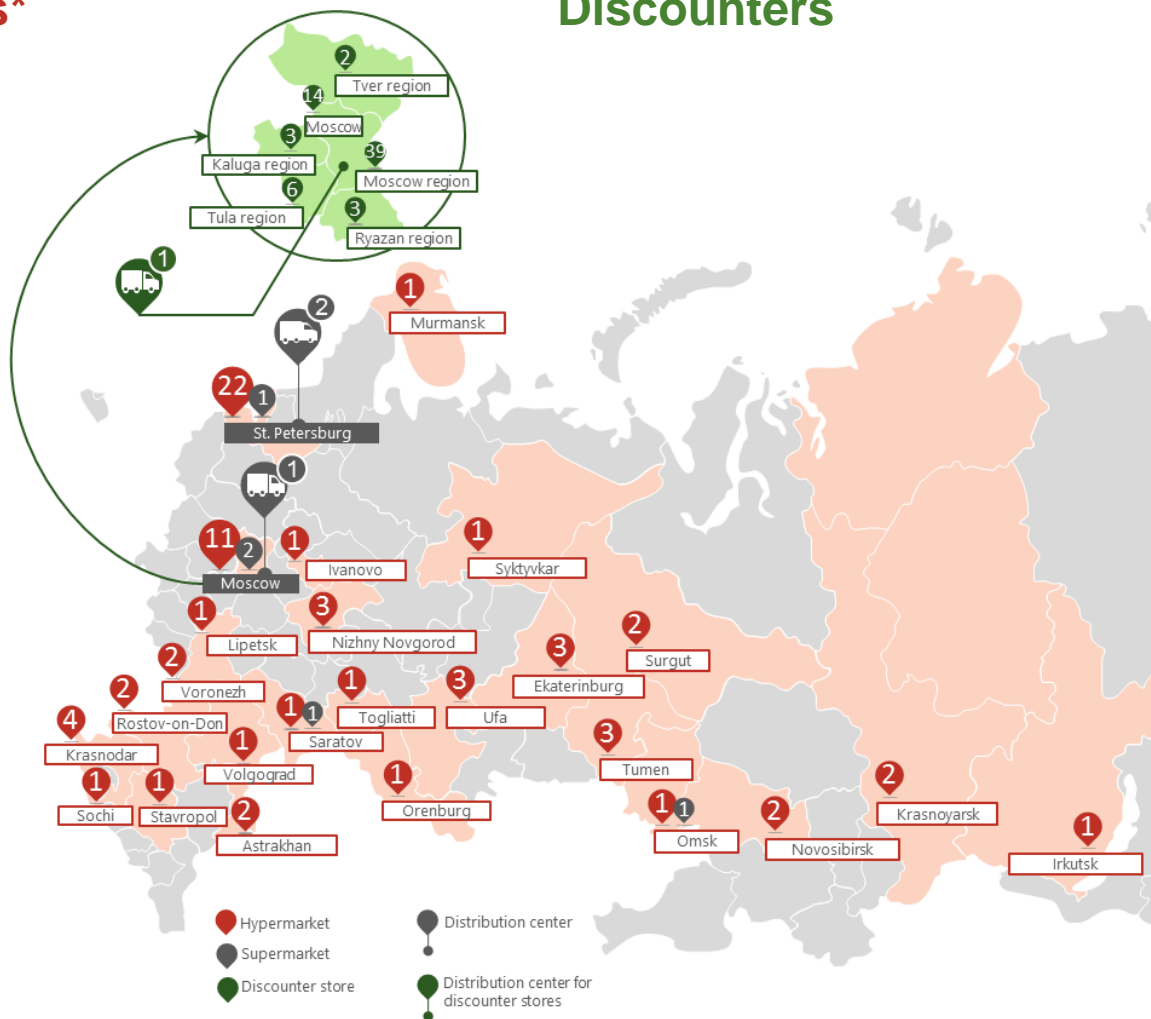 s*
Discounters
2
Tver region
14
Moscow
3
Kaluga region
39
Moscow region
6
Tula region
3
Ryazan region
1
1
Murmansk
2
22
1
St. Petersburg
1
11
2
Moscow
1
Ivanovo
1
Syktyvkar
1
Lipetsk
3
Nizhny Novgorod
2
Surgut
3
Ekaterinburg
2
Voronezh
1
Togliatti
3
Ufa
2
Rostov-on-Don
1
1
Saratov
4
Krasnodar
1
Volgograd
3
Tumen
1
Sochi
1
Stavropol
2
Astrakhan
1
Orenburg
1
1
Omsk
2
Novosibirsk
2
Krasnoyarsk
1
Irkutsk
Hypermarket
Supermarket
Discounter store
Distribution center
Distribution center for
discounter stores